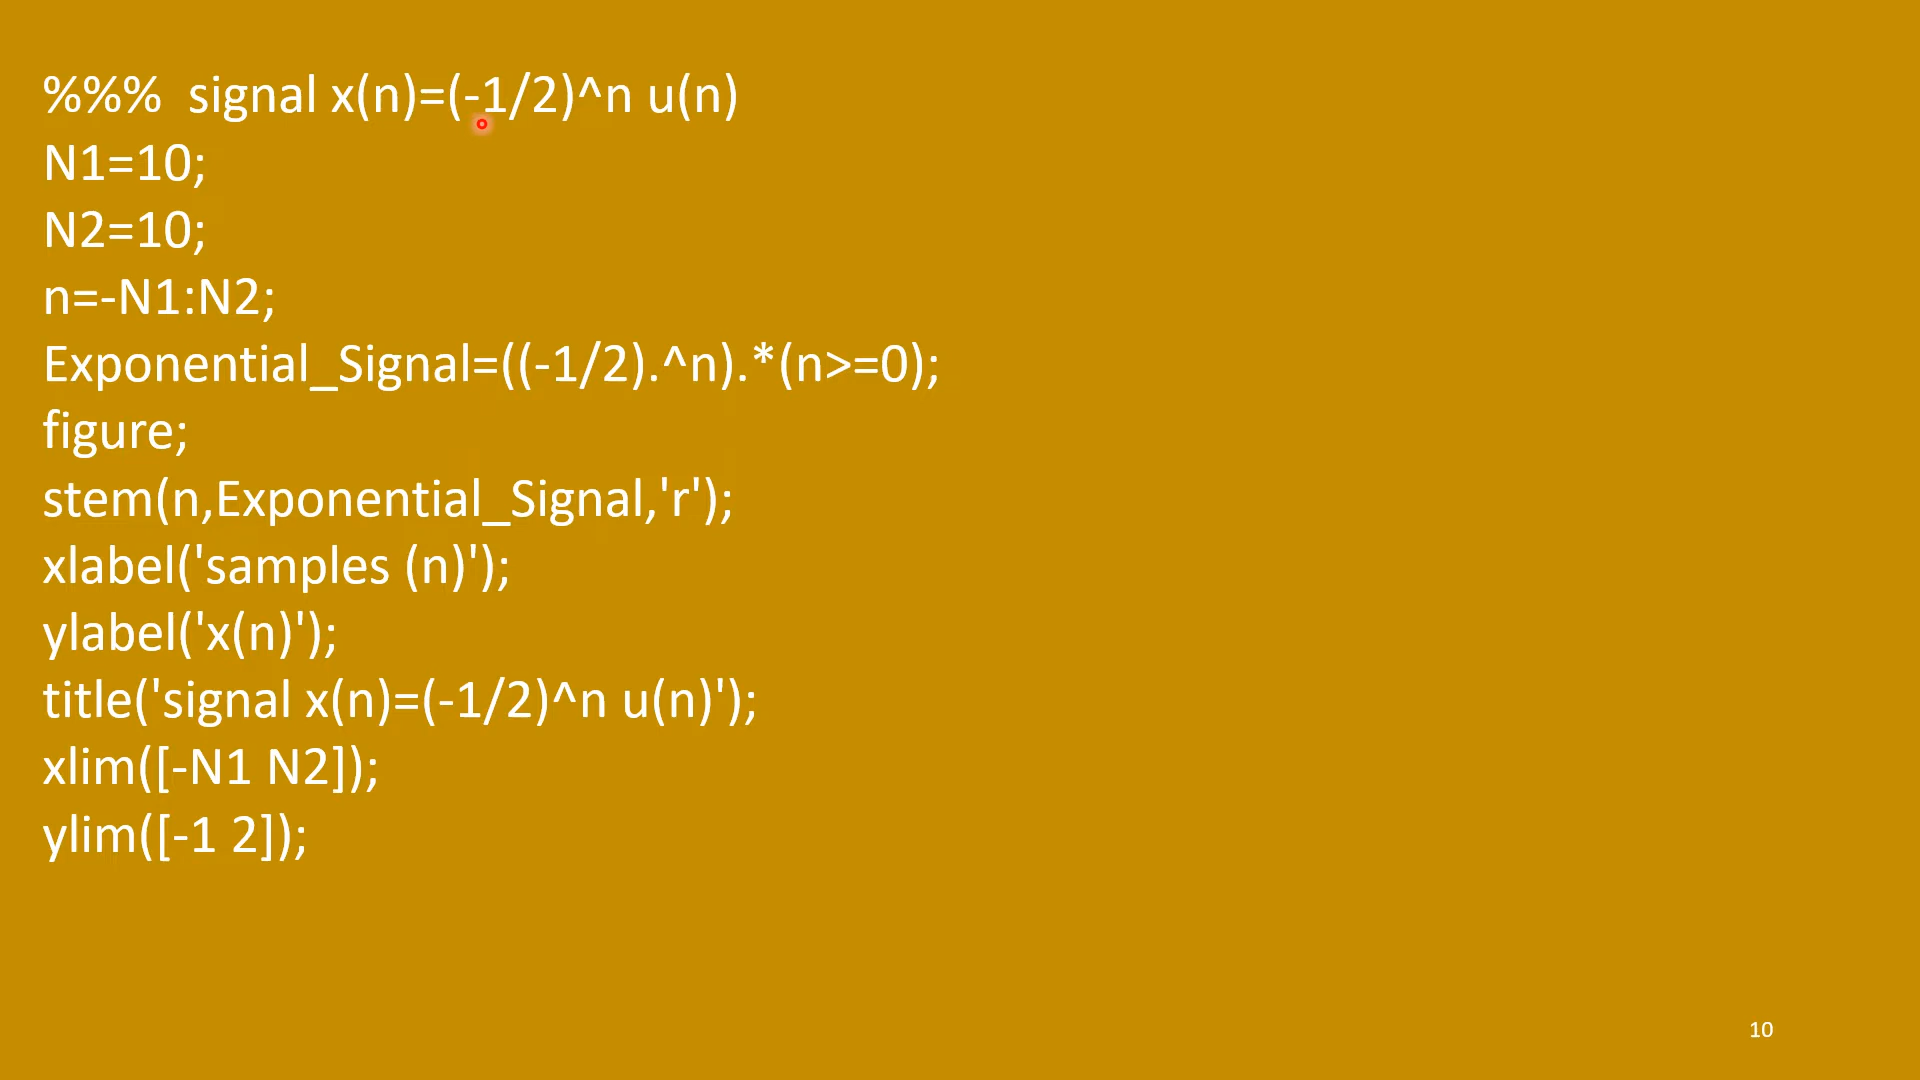 %%%  signal x(n)=(-1/2)^n u(n)
N1=10;
N2=10;
n=-N1:N2;
Exponential_Signal=((-1/2).^n).*(n>=0);
figure;
stem(n,Exponential_Signal,'r');
xlabel('samples (n)');
ylabel('x(n)');
title('signal x(n)=(-1/2)^n u(n)');
xlim([-N1 N2]);
ylim([-1 2]);
10